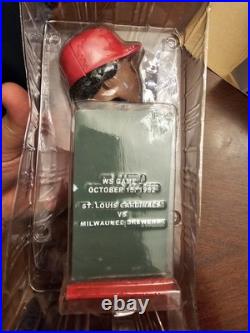 WS GAME
OCTOBER 15, 1982
ST. LOUIS CARDINALS
VS
MILWAUKEE BREWERS